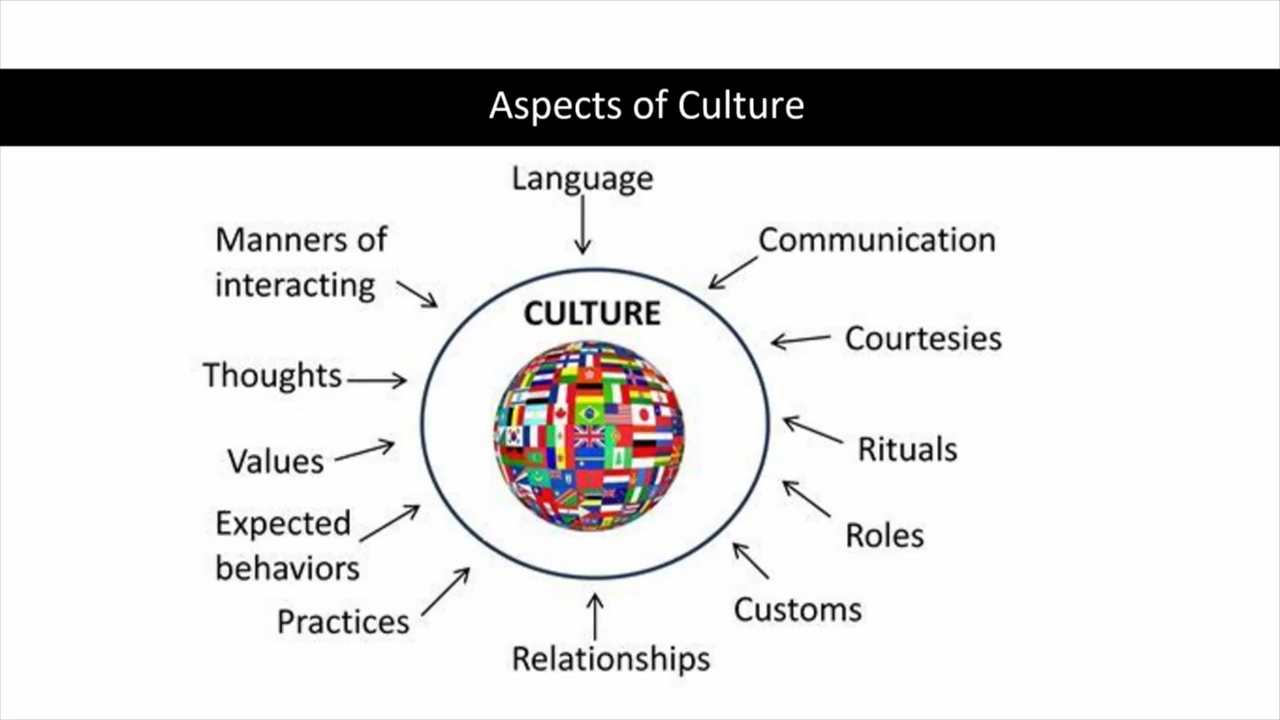 Aspects of Culture
Language
Manners of
interacting
Communication
CULTURE
Courtesies
Thoughts
Values
Rituals
Expected
behaviors
Roles
Practices
Customs
Relationships